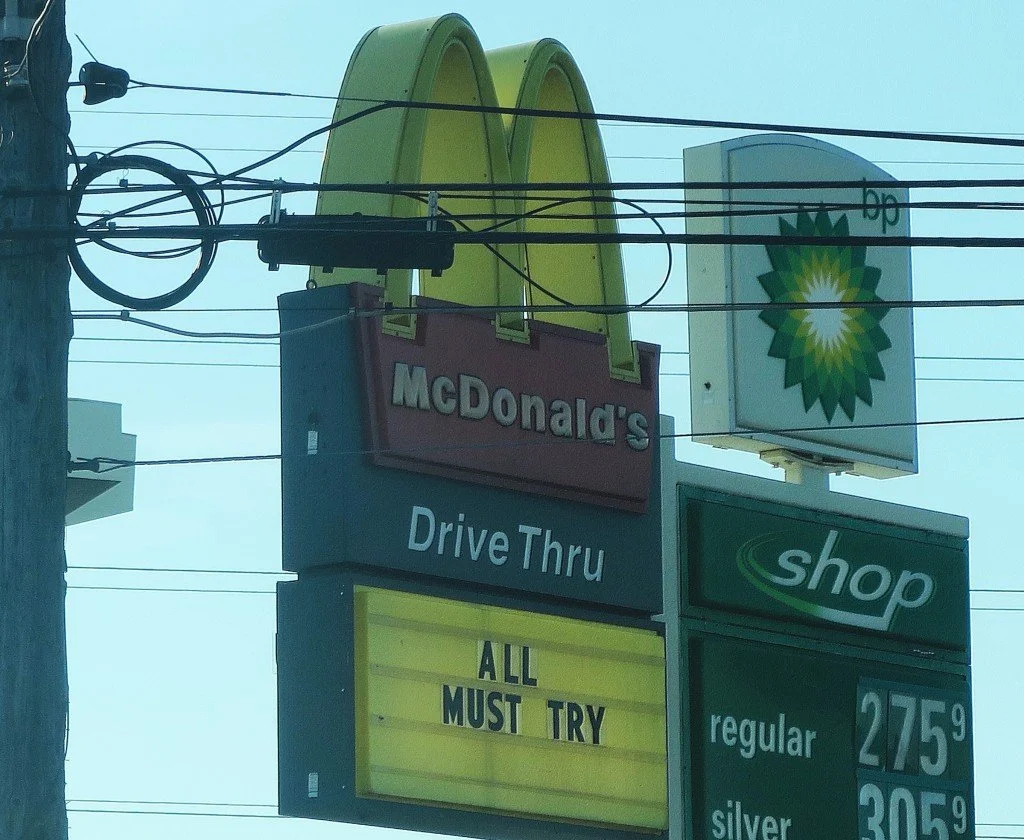 McDonald's
Drive Thru
ALL
MUST TRY
bp
shop
regular 2759
silver 3059